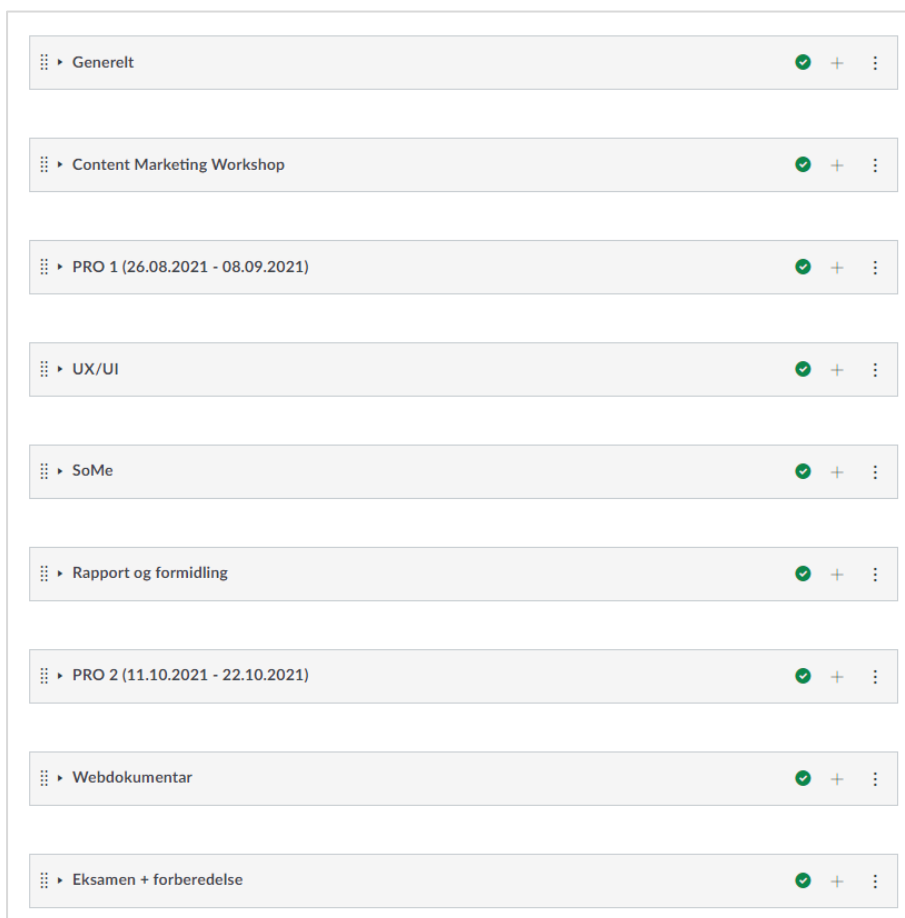 Generelt
Content Marketing Workshop
PRO 1 (26.08.2021 - 08.09.2021)
UX/UI
SoMe
Rapport og formidling
PRO 2 (11.10.2021 - 22.10.2021)
Webdokumentar
Eksamen + forberedelse